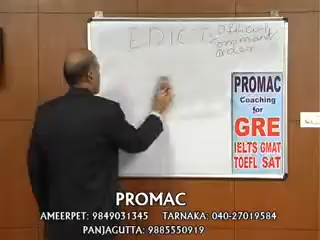 EDICT: Officially
command
order
PROMAC
Coaching
for
GRE
IELTS GMAT
TOEFL SAT
PROMAC
AMEERPET: 9849031345 TARNAKA: 040-27019584
PANJAGUTTA: 9885550919